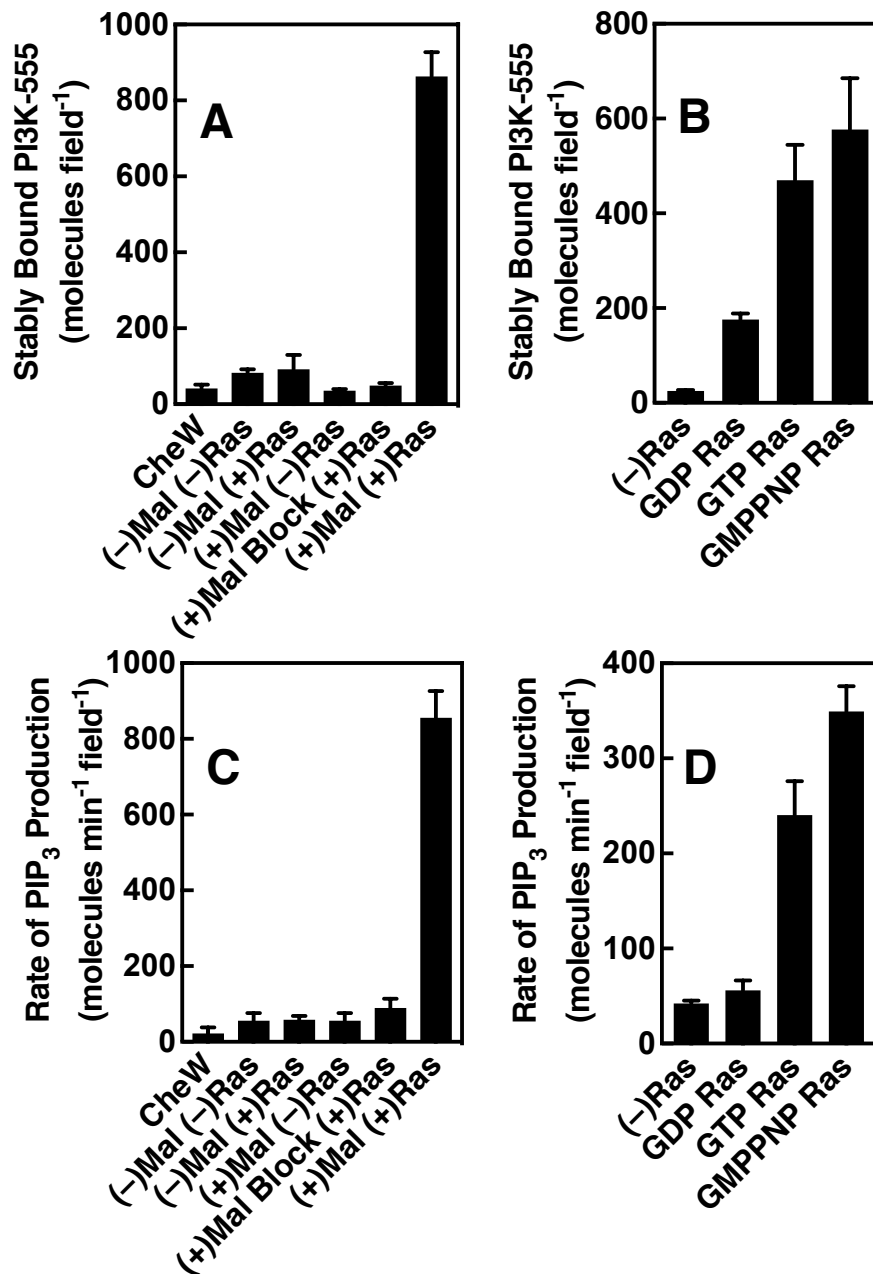 Stably Bound PI3K-555
(molecules field⁻¹)
1000
800
600
400
200
0
A
CheW
(–)Mal (–)Ras
(–)Mal (+)Ras
(+)Mal (–)Ras
(+)Mal Block (+)Ras
(+)Mal (+)Ras
Stably Bound PI3K-555
(molecules field⁻¹)
800
600
400
200
0
B
(–)Ras
GDP Ras
GTP Ras
GMPPNP Ras
Rate of PIP₃ Production
(molecules min⁻¹ field⁻¹)
1000
800
600
400
200
0
C
CheW
(–)Mal (–)Ras
(–)Mal (+)Ras
(+)Mal (–)Ras
(+)Mal Block (+)Ras
(+)Mal (+)Ras
Rate of PIP₃ Production
(molecules min⁻¹ field⁻¹)
400
300
200
100
0
D
(–)Ras
GDP Ras
GTP Ras
GMPPNP Ras